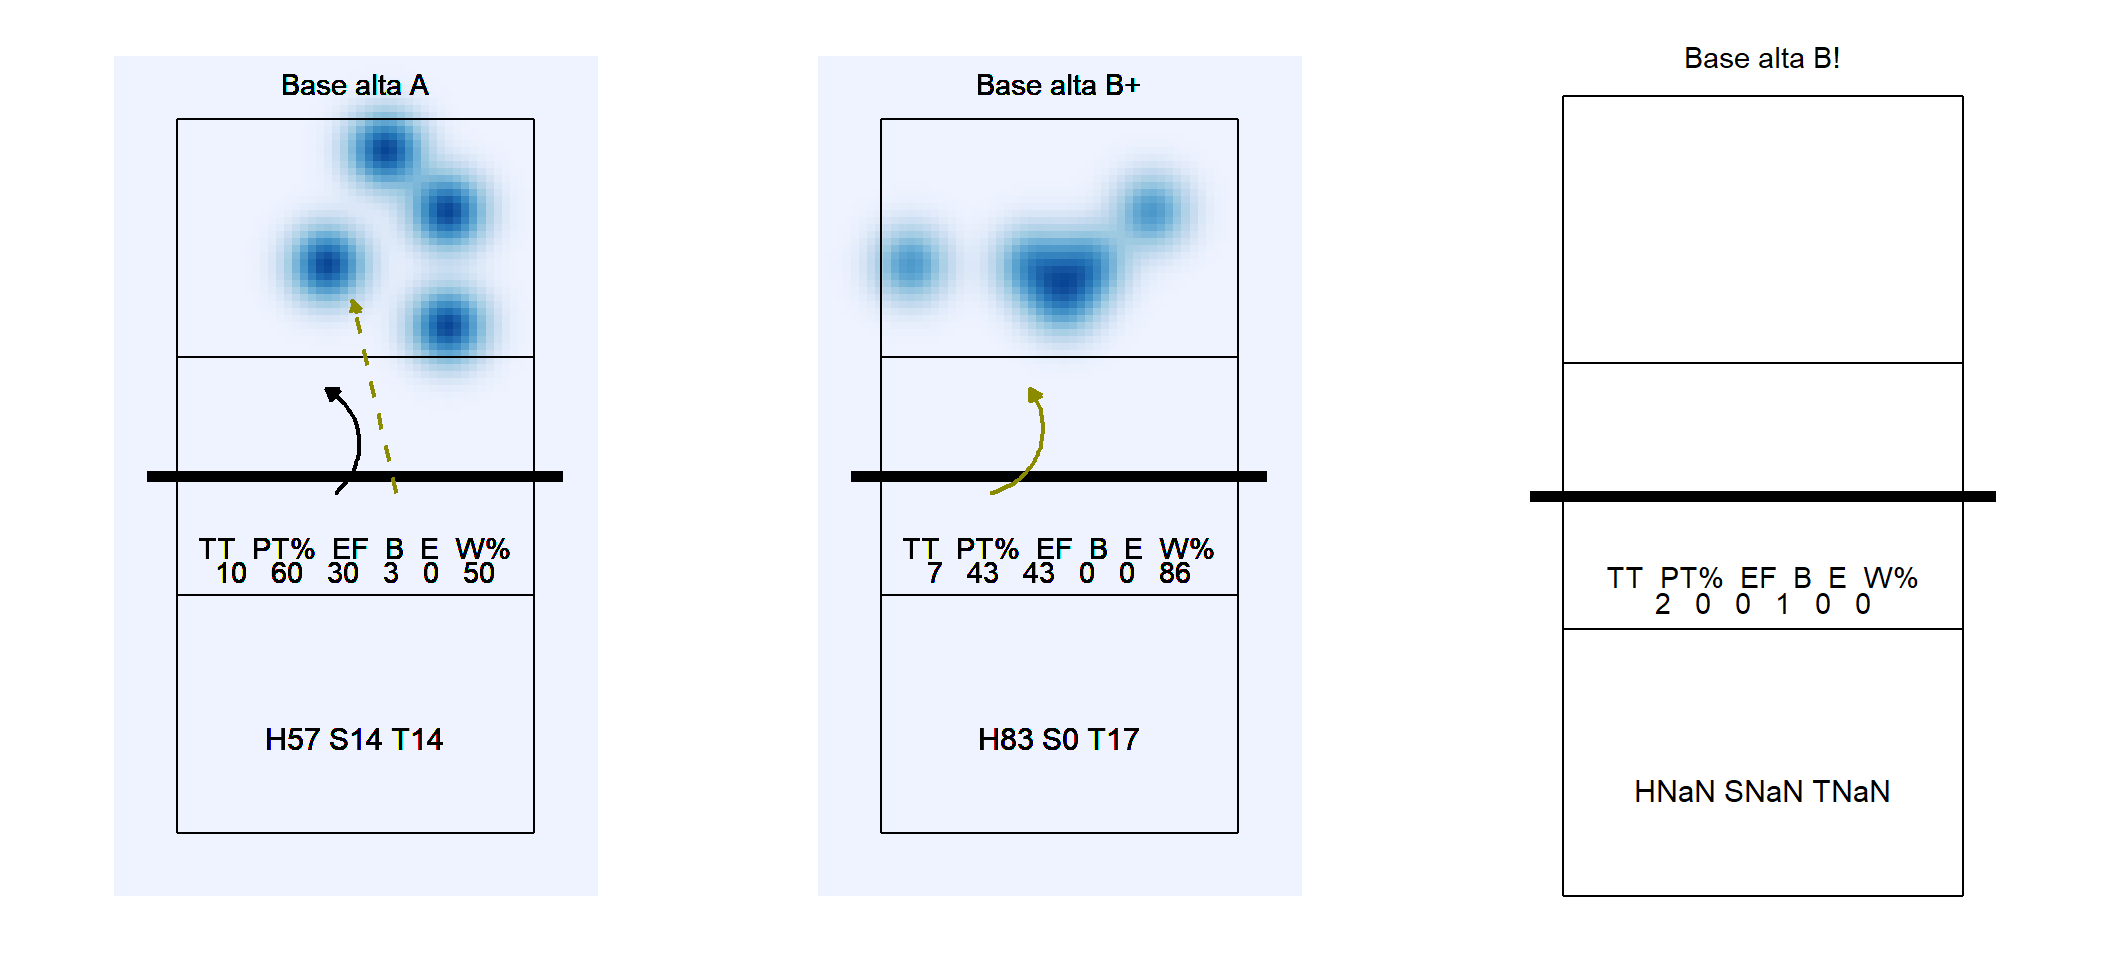 Base alta A
TT PT% EF B E W%
10 60 30 3 0 50
H57 S14 T14
Base alta B+
TT PT% EF B E W%
7 43 43 0 0 86
H83 S0 T17
Base alta B!
TT PT% EF B E W%
2 0 0 1 0 0
HNaN SNaN TNaN